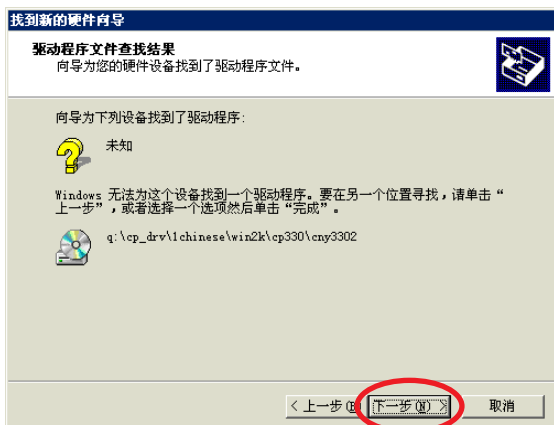 找到新的硬件向导
驱动程序文件查找结果
向导为您的硬件设备找到了驱动程序文件。
向导为下列设备找到了驱动程序:
未知
Windows 无法为这个设备找到一个驱动程序。要在另一个位置寻找,请单击“
上一步”,或者选择一个选项然后单击“完成”。
q:\cp_drv\1chinese\win2k\cp330\cny3302
< 上一步(B) 下一步(N) > 取消